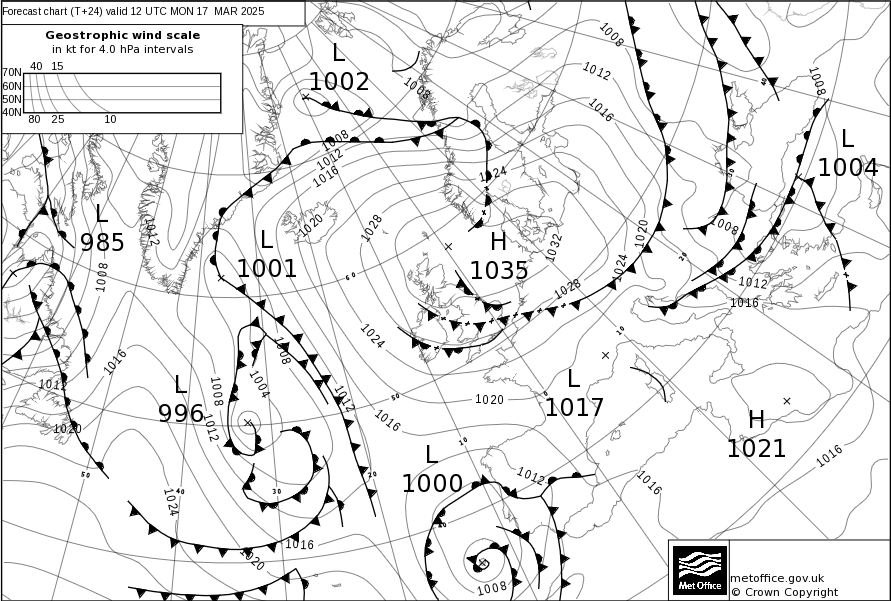 Forecast chart (T+24) valid 12 UTC MON 17 MAR 2025
Geostrophic wind scale
in kt for 4.0 hPa intervals
40 15
70N
60N
50N
40N
80 25 10
L
1002
1008
1008
1012
1016
1008
1012
1016
1008
L
1004
1024
L
985
1012
1020
1028
L
1001
H
1035
1032
1020
1024
1008
1008
1012
1016
60
1028
20
10
1024
1016
1012
1020
L
996
1008
1004
1008
1012
1012
50
1016
1020
50
L
1017
H
1021
1016
L
1000
10
1012
1016
50
40
30
20
1024
1020
1016
1008
Met Office
metoffice.gov.uk
© Crown Copyright